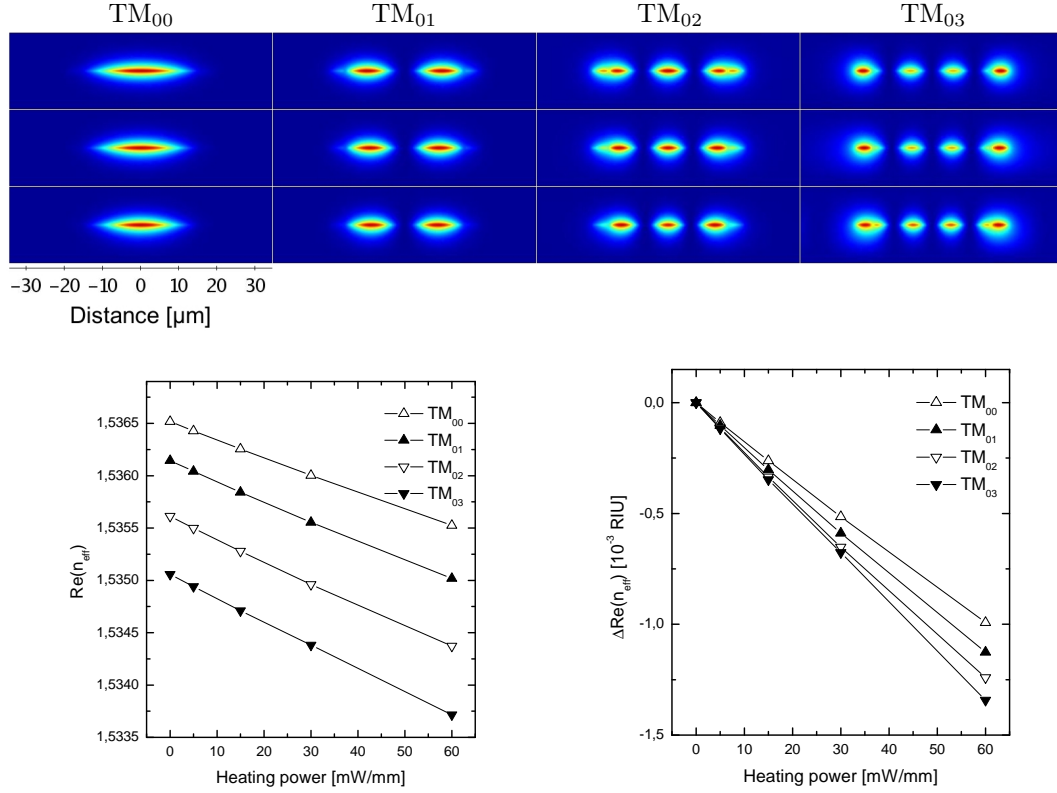 TM₀₀ TM₀₁ TM₀₂ TM₀₃
−30 −20 −10 0 10 20 30
Distance [µm]
1,5365
1,5360
1,5355
1,5350
1,5345
1,5340
1,5335
Re(n_eff)
TM₀₀
TM₀₁
TM₀₂
TM₀₃
0 10 20 30 40 50 60
Heating power [mW/mm]
0,0
-0,5
-1,0
-1,5
ΔRe(n_eff) [10⁻³ RIU]
TM₀₀
TM₀₁
TM₀₂
TM₀₃
0 10 20 30 40 50 60
Heating power [mW/mm]